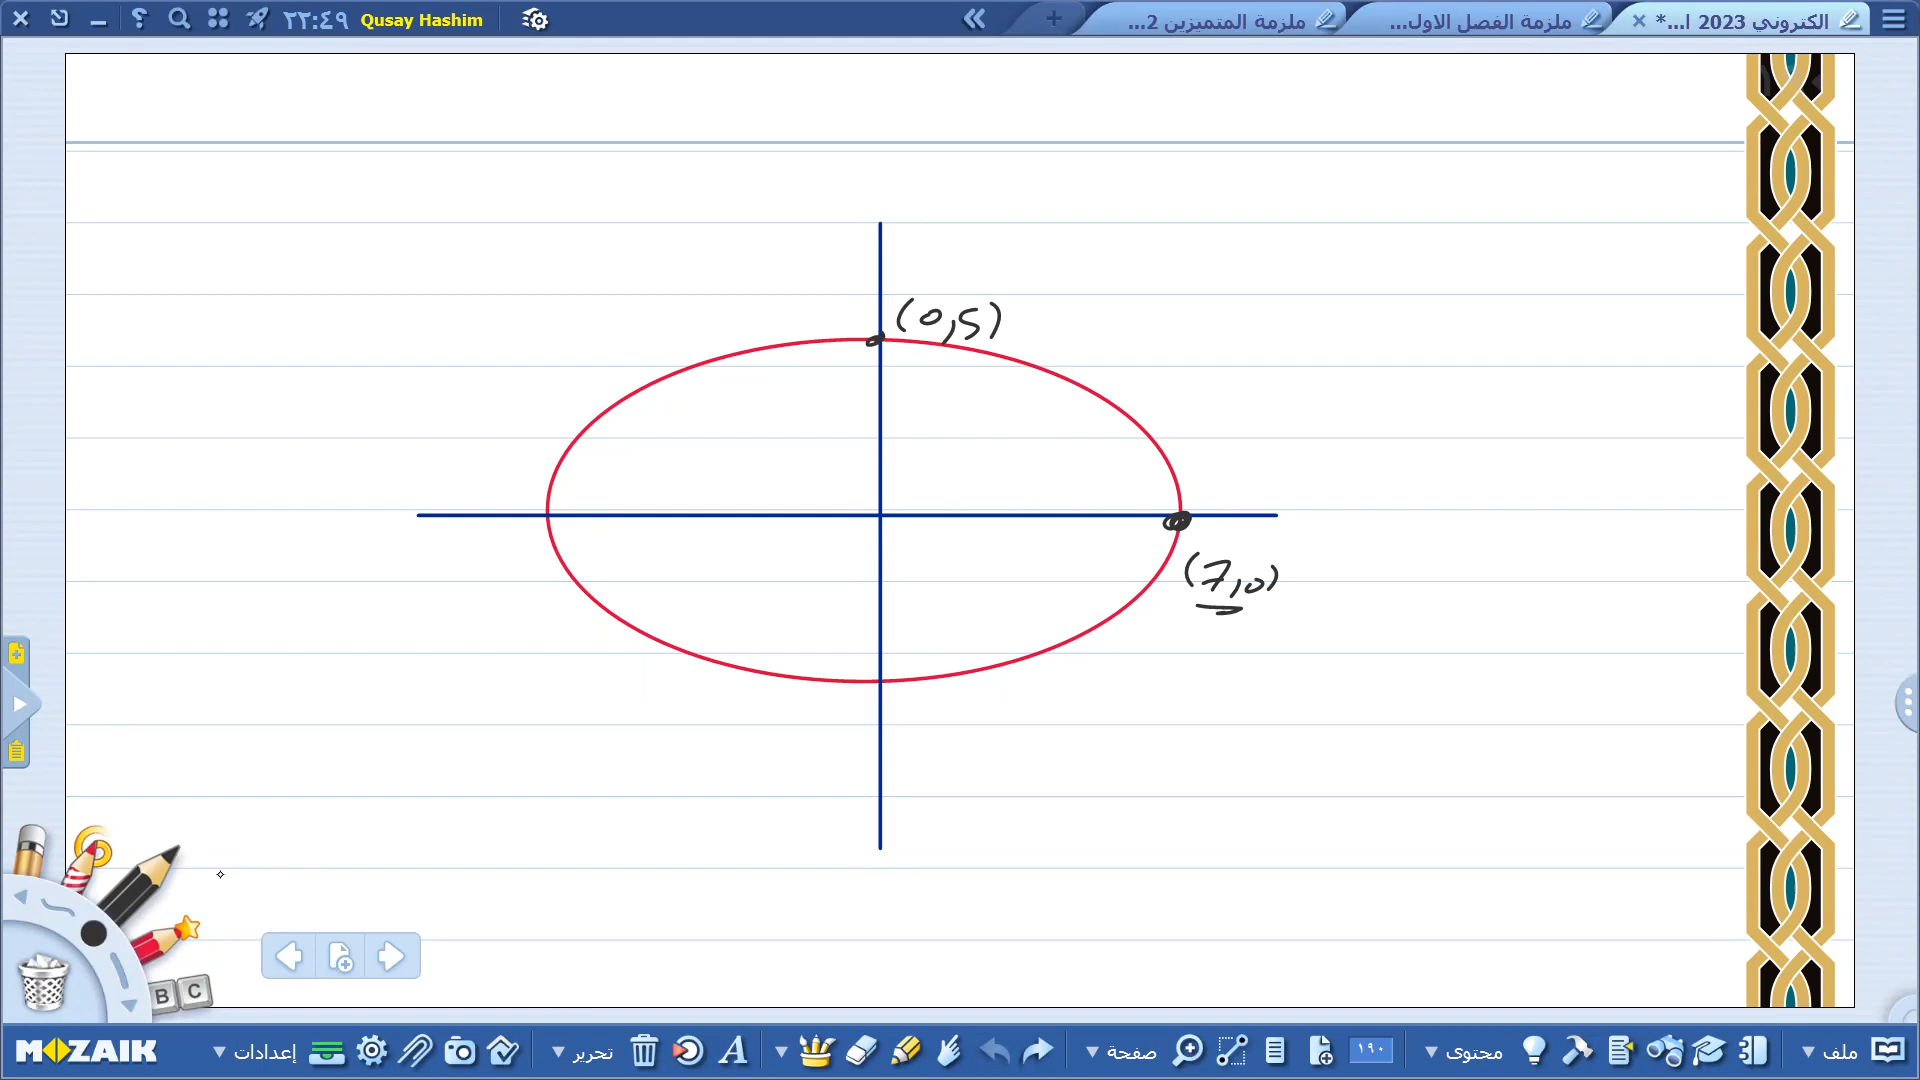 ٢٣:٤٩ Qusay Hashim
ملزمة المتميزين 2...
ملزمة الفصل الاول...
الكتروني 2023 ا...*
(0,5)
(7,0)
B C
MOZAIK
إعدادات
تحرير
A
صفحة
١٩٠
محتوى
ملف